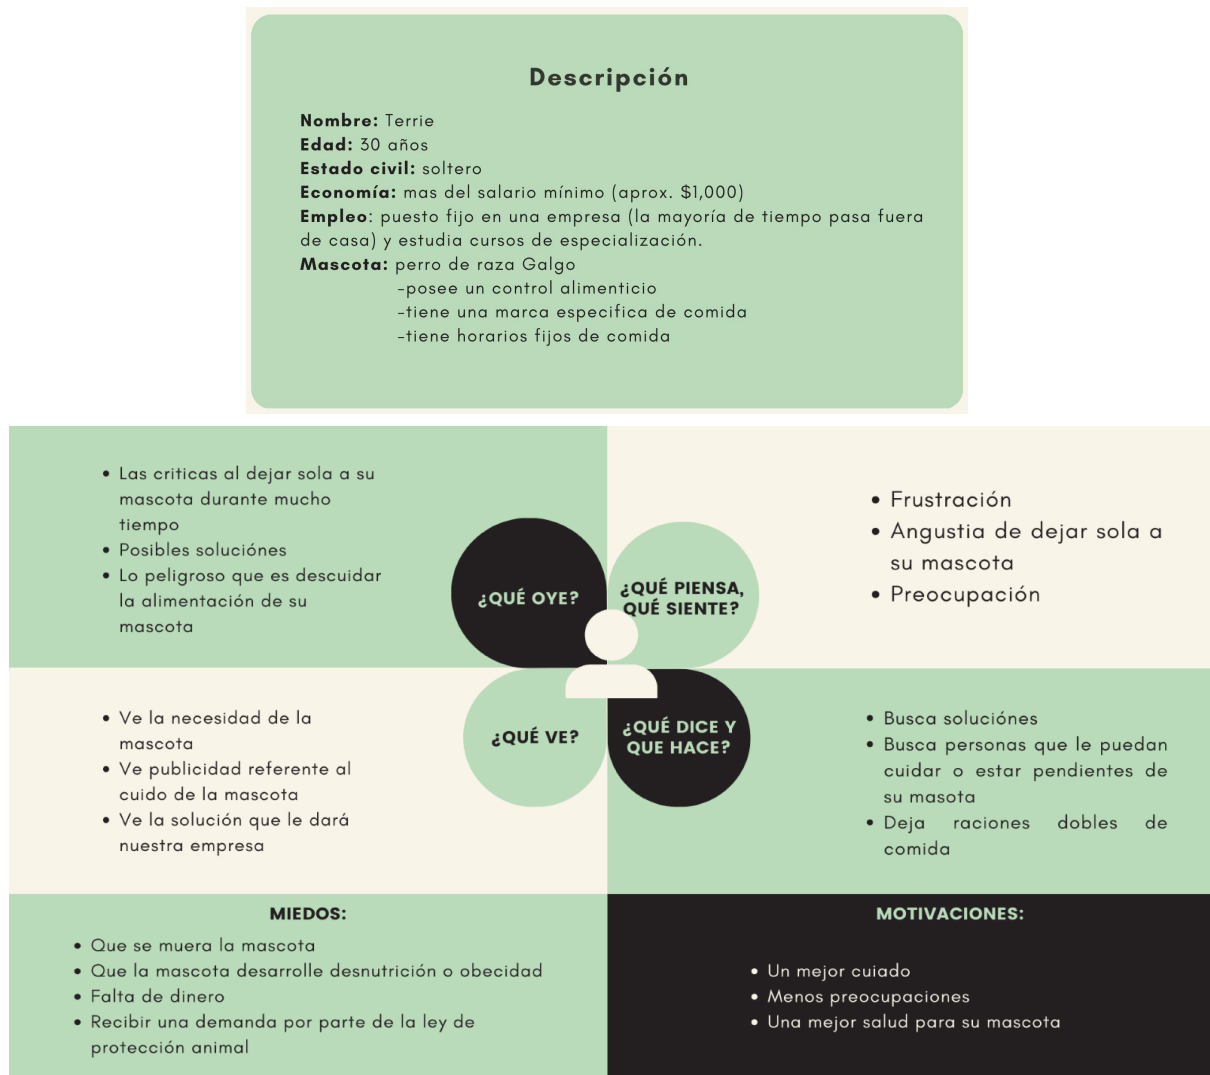 Descripción
Nombre: Terrie
Edad: 30 años
Estado civil: soltero
Economía: mas del salario mínimo (aprox. $1,000)
Empleo: puesto fijo en una empresa (la mayoría de tiempo pasa fuera
de casa) y estudia cursos de especialización.
Mascota: perro de raza Galgo
-posee un control alimenticio
-tiene una marca especifica de comida
-tiene horarios fijos de comida
• Las criticas al dejar sola a su
mascota durante mucho
tiempo
• Posibles soluciónes
• Lo peligroso que es descuidar
la alimentación de su
mascota
¿QUÉ OYE?
¿QUÉ PIENSA,
QUÉ SIENTE?
• Frustración
• Angustia de dejar sola a
su mascota
• Preocupación
• Ve la necesidad de la
mascota
• Ve publicidad referente al
cuido de la mascota
• Ve la solución que le dará
nuestra empresa
¿QUÉ VE?
¿QUÉ DICE Y
QUE HACE?
• Busca soluciónes
• Busca personas que le puedan
cuidar o estar pendientes de
su masota
• Deja raciones dobles de
comida
MIEDOS:
• Que se muera la mascota
• Que la mascota desarrolle desnutrición o obecidad
• Falta de dinero
• Recibir una demanda por parte de la ley de
protección animal
MOTIVACIONES:
• Un mejor cuiado
• Menos preocupaciones
• Una mejor salud para su mascota